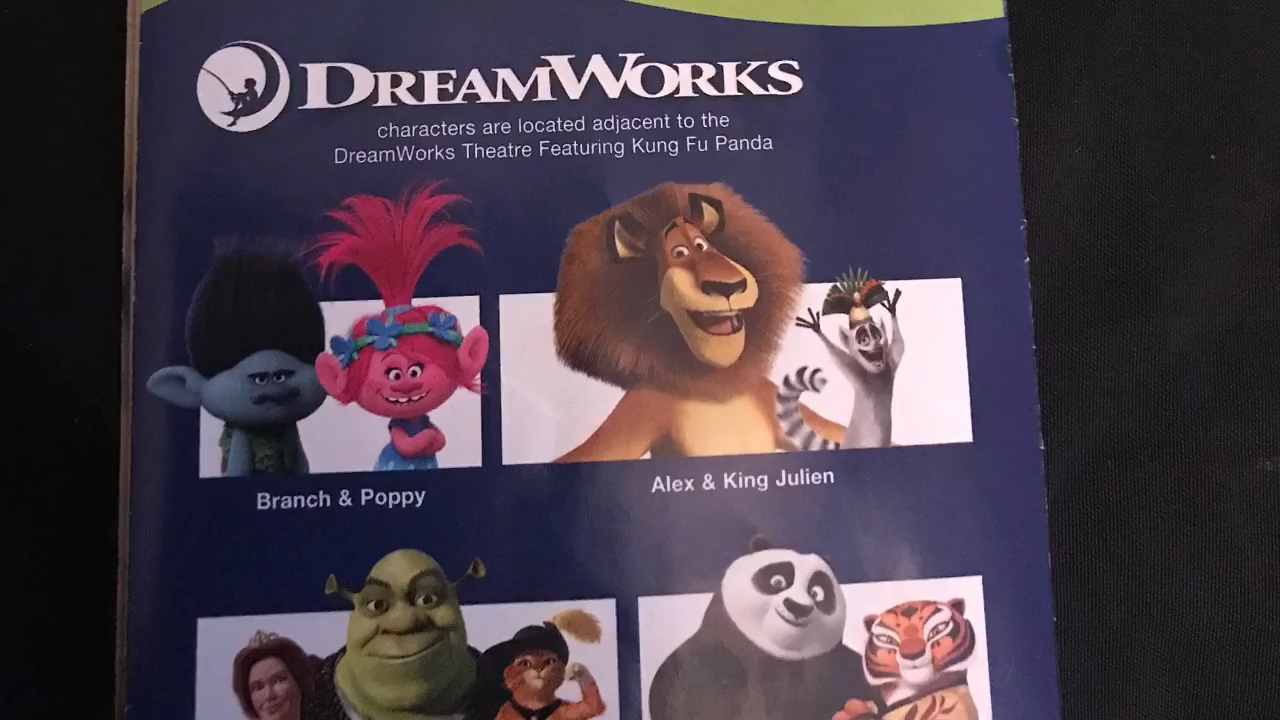 DREAMWORKS
characters are located adjacent to the
DreamWorks Theatre Featuring Kung Fu Panda
Branch & Poppy
Alex & King Julien